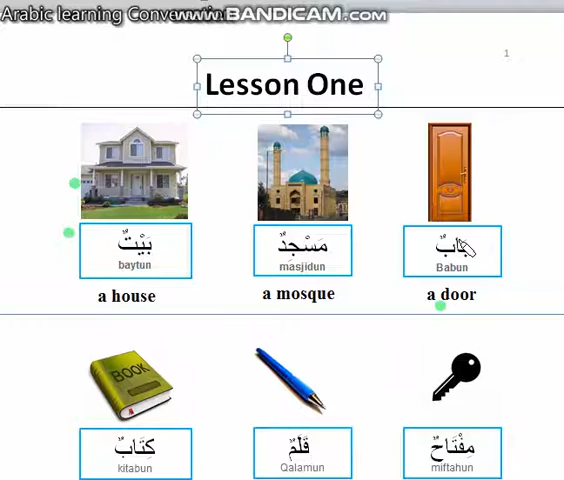 Arabic learning Conversation
www.BANDICAM.com
1
Lesson One
بَيْتٌ مَسْجِدٌ بَابٌ
baytun masjidun Babun
a house a mosque a door
BOOK
كِتَابٌ قَلَمٌ مِفْتَاحٌ
kitabun Qalamun miftahun